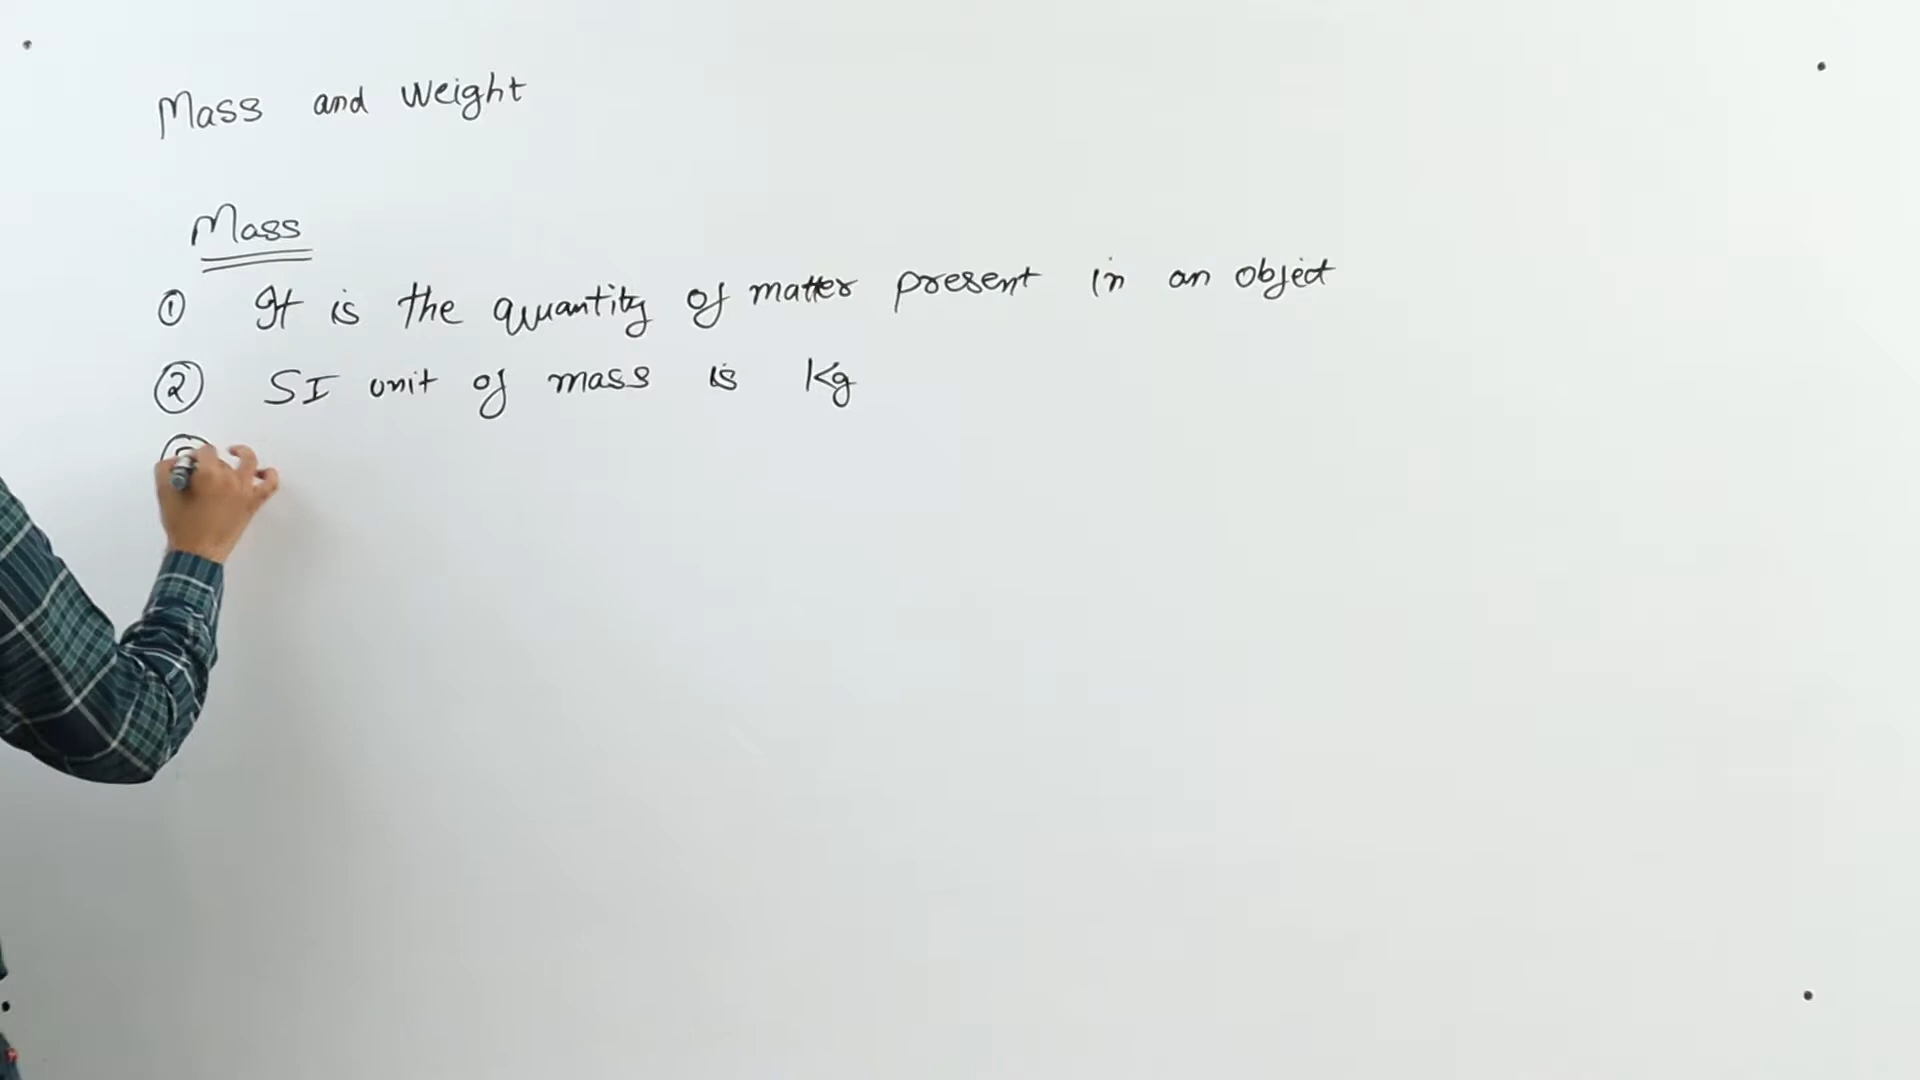 Mass and Weight
Mass
① It is the quantity of matter present in an object
② SI unit of mass is Kg